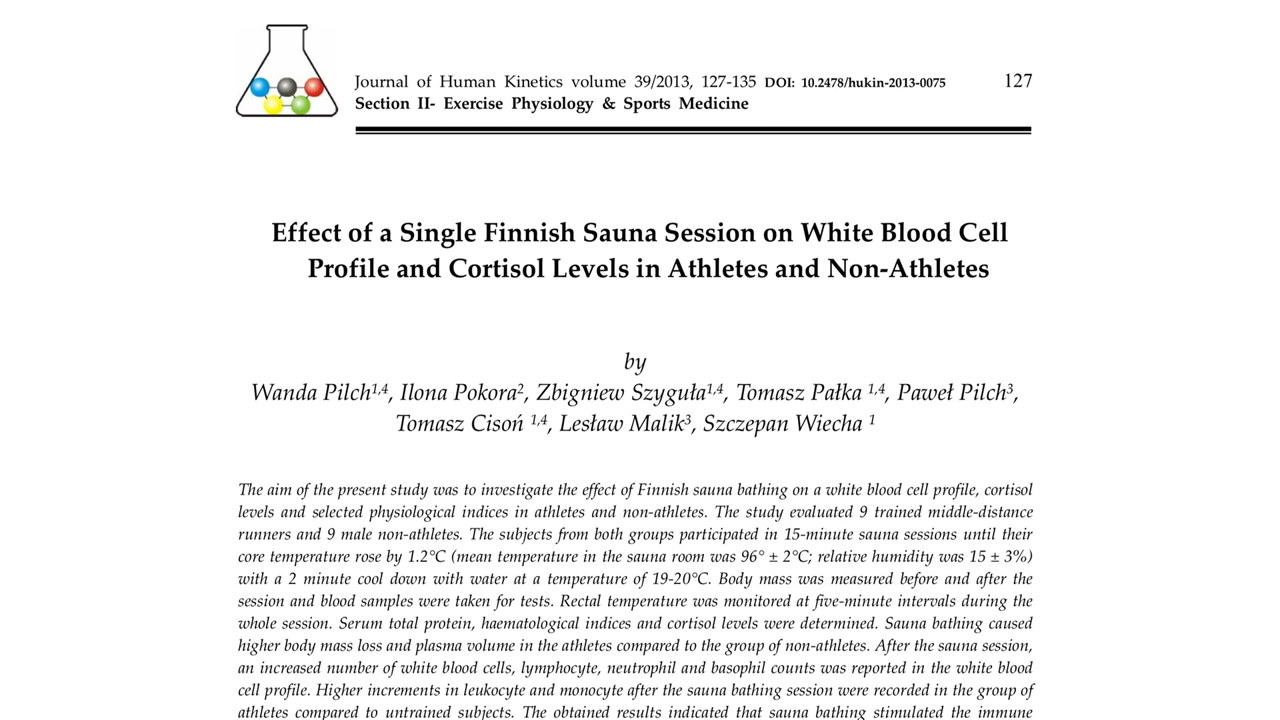 Journal of Human Kinetics volume 39/2013, 127-135 DOI: 10.2478/hukin-2013-0075 127
Section II- Exercise Physiology & Sports Medicine
Effect of a Single Finnish Sauna Session on White Blood Cell
Profile and Cortisol Levels in Athletes and Non-Athletes
by
Wanda Pilch1,4, Ilona Pokora2, Zbigniew Szyguła1,4, Tomasz Pałka 1,4, Paweł Pilch3,
Tomasz Cisoń 1,4, Lesław Malik3, Szczepan Wiecha 1
The aim of the present study was to investigate the effect of Finnish sauna bathing on a white blood cell profile, cortisol
levels and selected physiological indices in athletes and non-athletes. The study evaluated 9 trained middle-distance
runners and 9 male non-athletes. The subjects from both groups participated in 15-minute sauna sessions until their
core temperature rose by 1.2°C (mean temperature in the sauna room was 96° ± 2°C; relative humidity was 15 ± 3%)
with a 2 minute cool down with water at a temperature of 19-20°C. Body mass was measured before and after the
session and blood samples were taken for tests. Rectal temperature was monitored at five-minute intervals during the
whole session. Serum total protein, haematological indices and cortisol levels were determined. Sauna bathing caused
higher body mass loss and plasma volume in the athletes compared to the group of non-athletes. After the sauna session,
an increased number of white blood cells, lymphocyte, neutrophil and basophil counts was reported in the white blood
cell profile. Higher increments in leukocyte and monocyte after the sauna bathing session were recorded in the group of
athletes compared to untrained subjects. The obtained results indicated that sauna bathing stimulated the immune